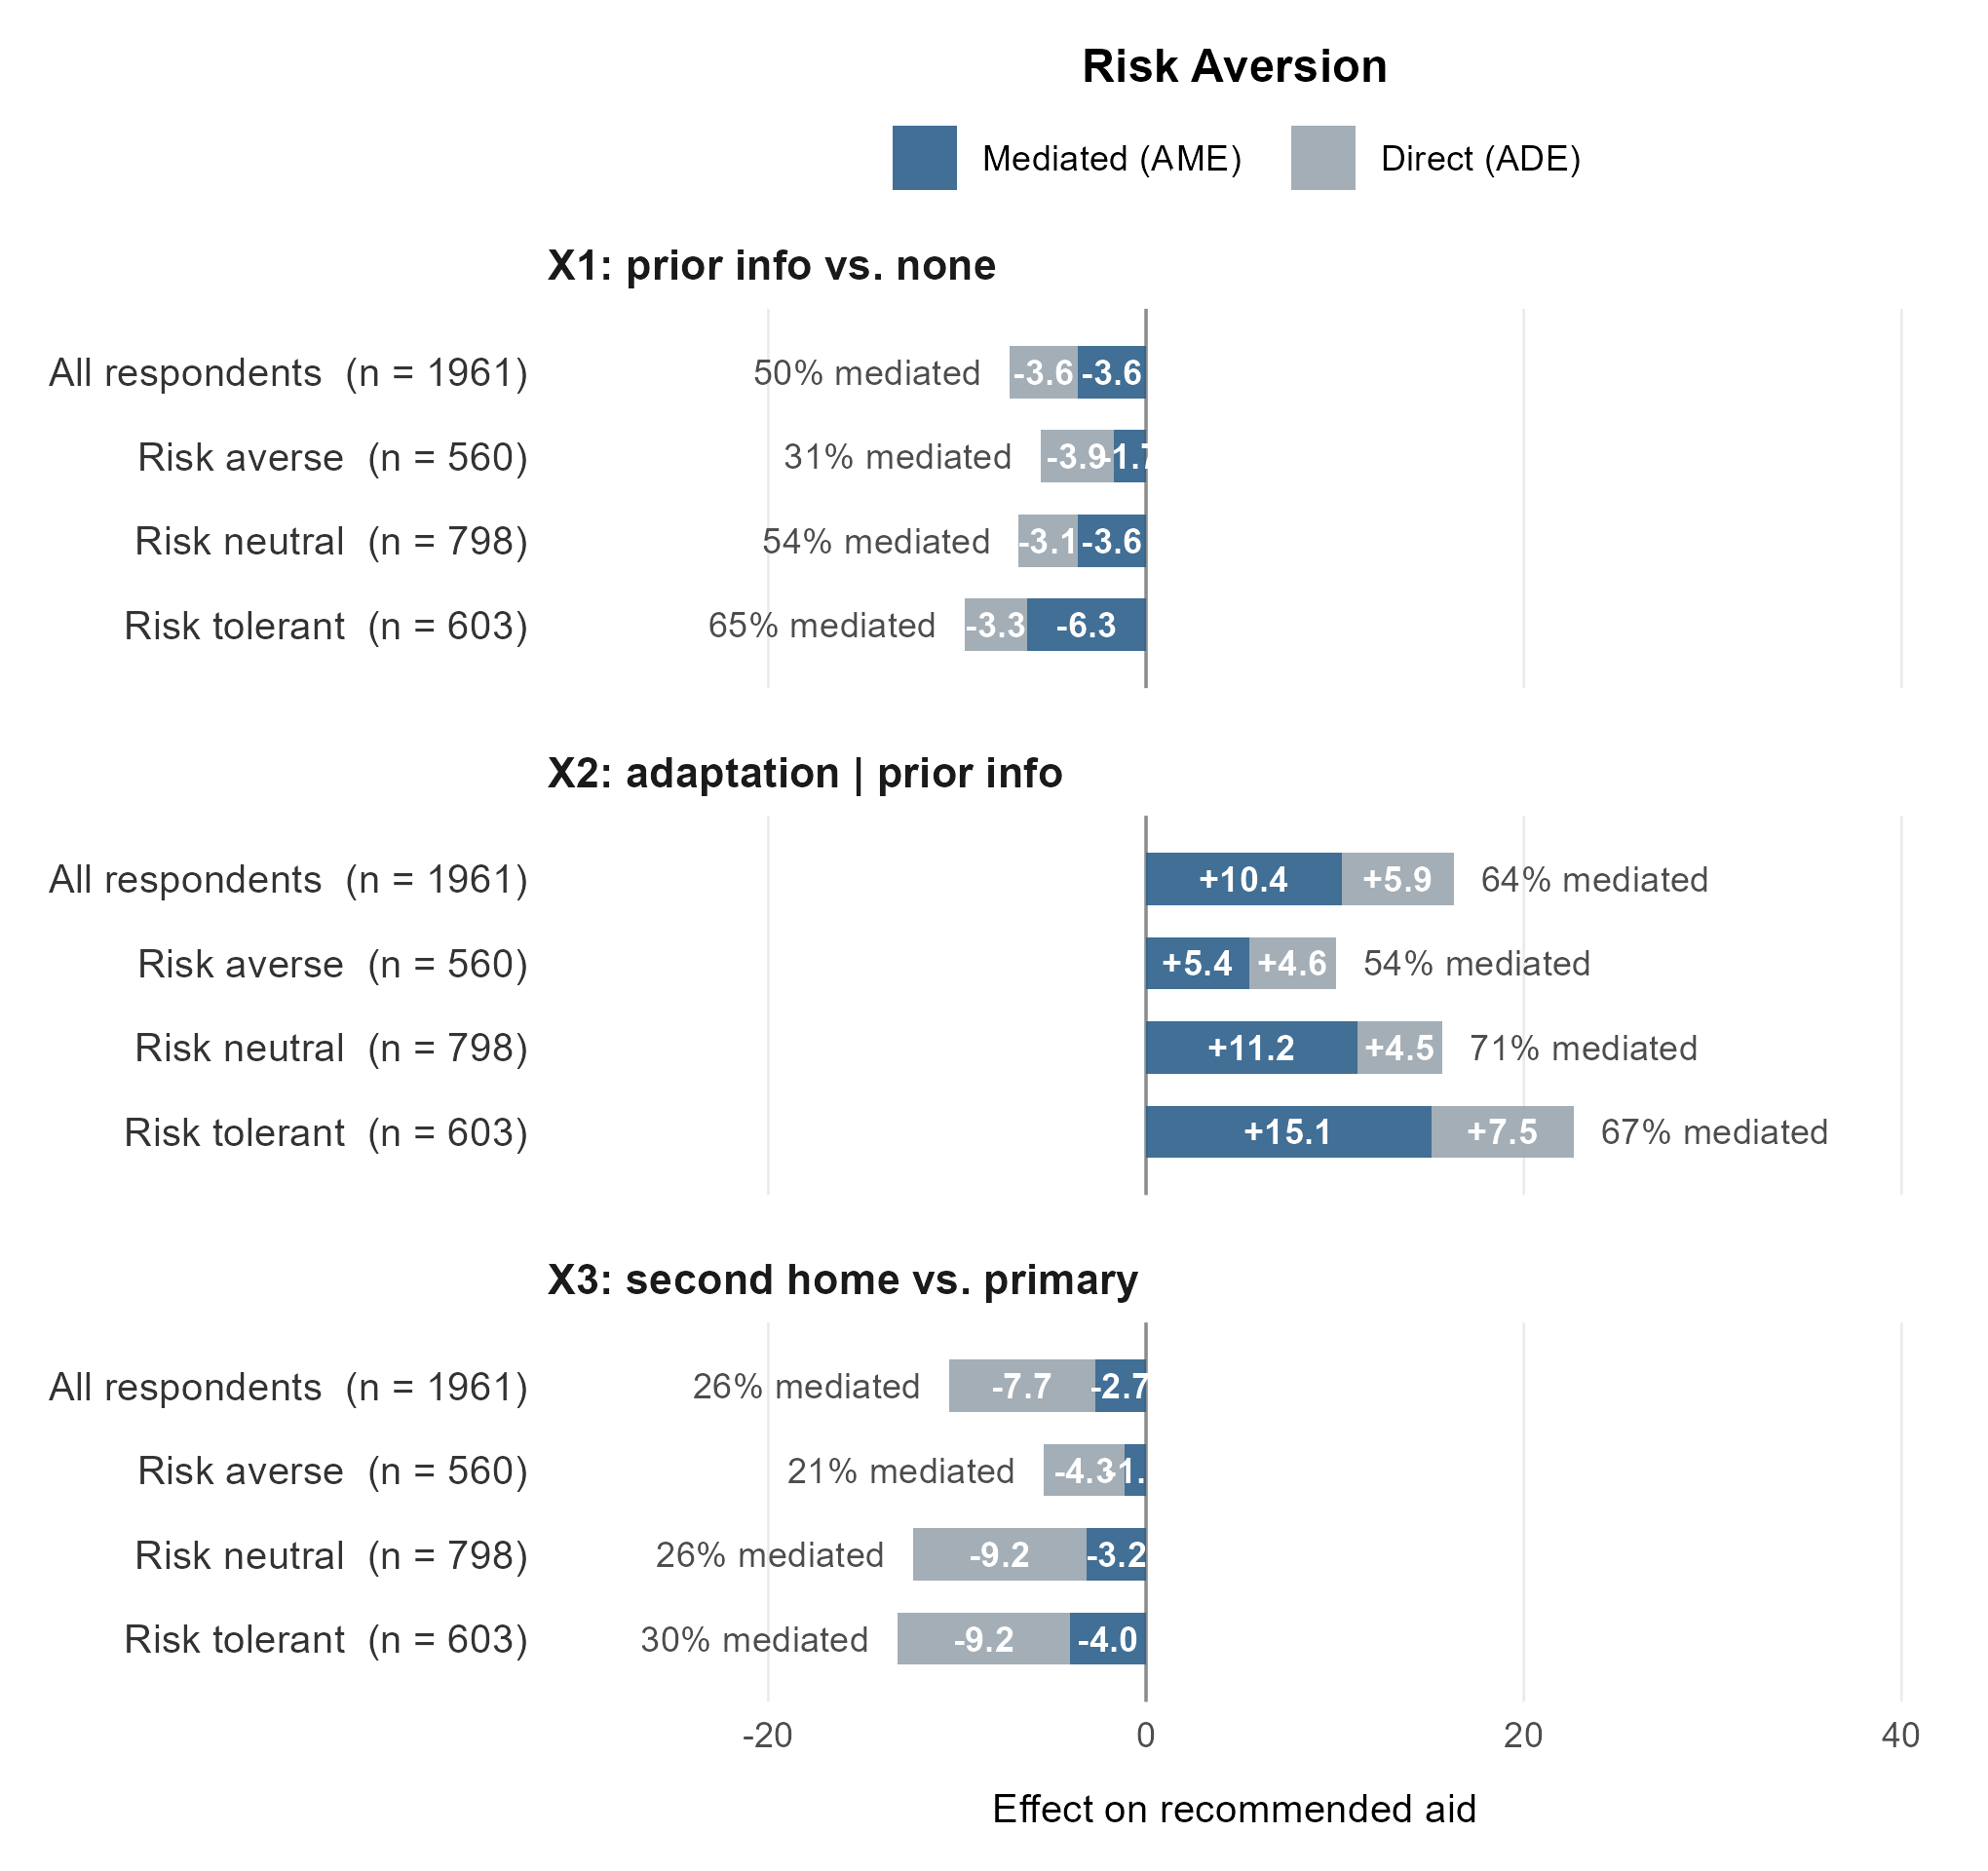 Risk Aversion
Mediated (AME) Direct (ADE)
X1: prior info vs. none
All respondents (n = 1961) 50% mediated -3.6 -3.6
Risk averse (n = 560) 31% mediated -3.9 -1.7
Risk neutral (n = 798) 54% mediated -3.1 -3.6
Risk tolerant (n = 603) 65% mediated -3.3 -6.3
X2: adaptation | prior info
All respondents (n = 1961) +10.4 +5.9 64% mediated
Risk averse (n = 560) +5.4 +4.6 54% mediated
Risk neutral (n = 798) +11.2 +4.5 71% mediated
Risk tolerant (n = 603) +15.1 +7.5 67% mediated
X3: second home vs. primary
All respondents (n = 1961) 26% mediated -7.7 -2.7
Risk averse (n = 560) 21% mediated -4.3
Risk neutral (n = 798) 26% mediated -9.2 -3.2
Risk tolerant (n = 603) 30% mediated -9.2 -4.0
-20 0 20 40
Effect on recommended aid